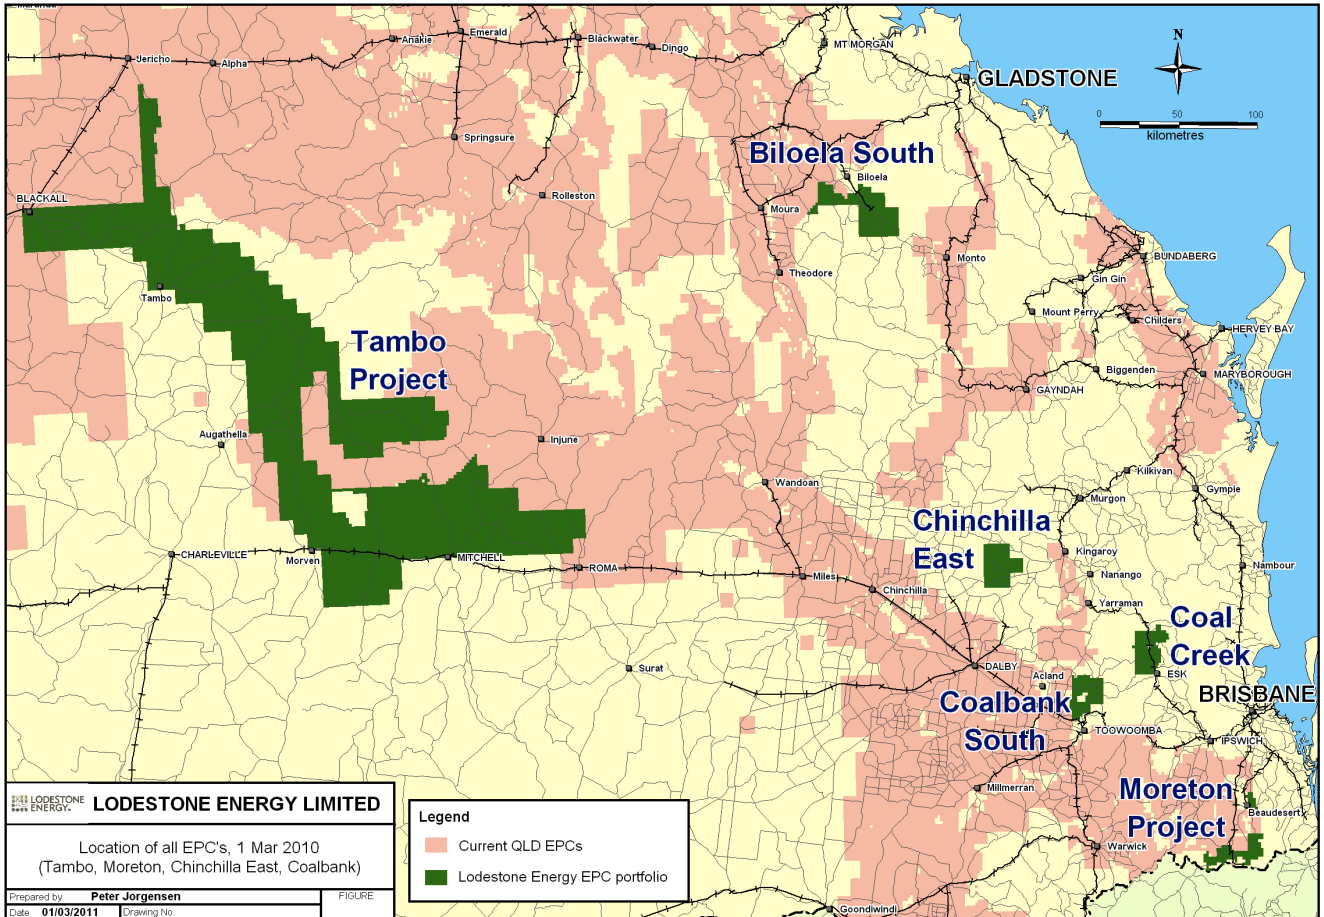 Emerald
Anakie
Blackwater
Dingo
MT MORGAN
Jericho
Alpha
N
GLADSTONE
0 50 100
kilometres
Springsure
Biloela South
Biloela
BLACKALL
Rolleston
Moura
Monto
BUNDABERG
Theodore
Gin Gin
Tambo
Mount Perry
Childers
HERVEY BAY
Tambo
Project
Biggenden
MARYBOROUGH
GAYNDAH
Augathella
Injune
Kilkivan
Wandoan
Murgon
Gympie
Chinchilla
East
CHARLEVILLE
Morven
MITCHELL
ROMA
Miles
Kingaroy
Nambour
Nanango
Chinchilla
Yarraman
Coal
Creek
Surat
DALBY
Acland
ESK
BRISBANE
Coalbank
South
TOOWOOMBA
IPSWICH
Millmerran
Moreton
Project
Beaudesert
Warwick
Goondiwindi
LODESTONE
ENERGY
LODESTONE ENERGY LIMITED
Location of all EPC's, 1 Mar 2010
(Tambo, Moreton, Chinchilla East, Coalbank)
Prepared by Peter Jorgensen
FIGURE
Date 01/03/2011 Drawing No.
Legend
Current QLD EPCs
Lodestone Energy EPC portfolio